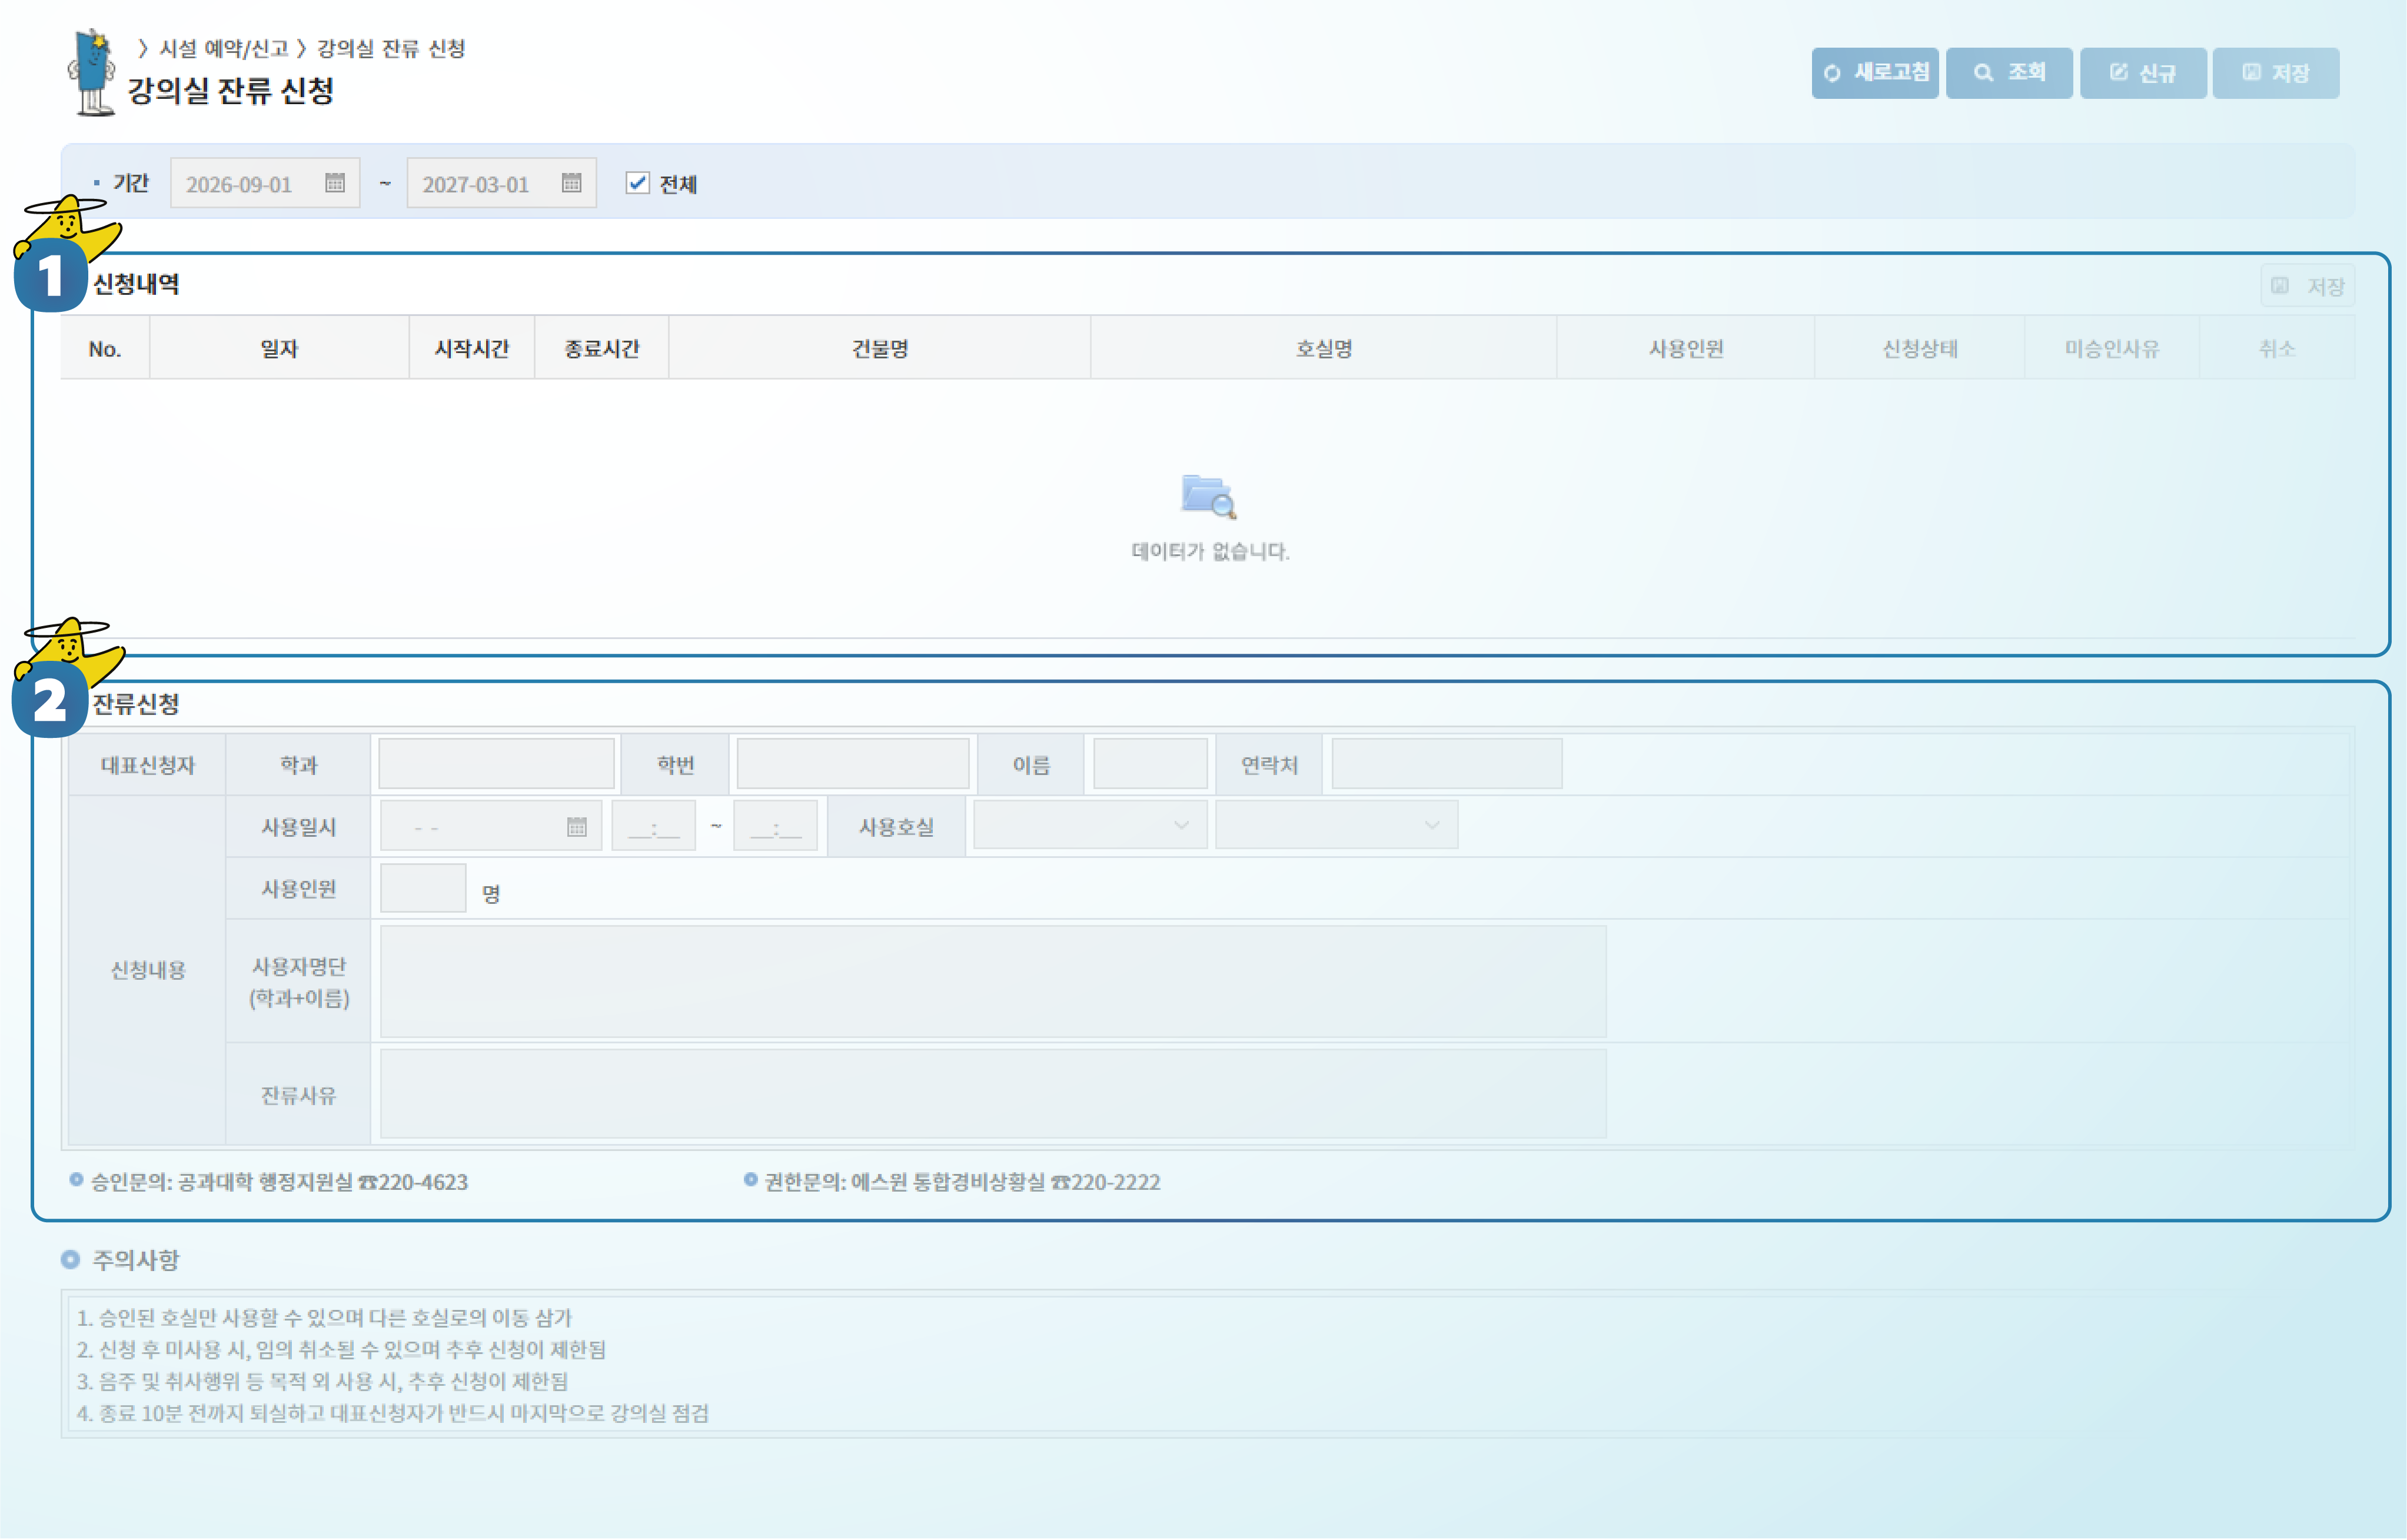 〉 시설 예약/신고 〉 강의실 잔류 신청
강의실 잔류 신청
새로고침 조회 신규 저장
기간 2026-09-01 ~ 2027-03-01 전체
1 신청내역 저장
No. 일자 시작시간 종료시간 건물명 호실명 사용인원 신청상태 미승인사유 취소
데이터가 없습니다.
2 잔류신청
대표신청자 학과 학번 이름 연락처
사용일시 - - __:__ ~ __:__ 사용호실
사용인원 명
신청내용
사용자명단
(학과+이름)
잔류사유
승인문의: 공과대학 행정지원실 ☎220-4623 권한문의: 에스원 통합경비상황실 ☎220-2222
주의사항
1. 승인된 호실만 사용할 수 있으며 다른 호실로의 이동 삼가
2. 신청 후 미사용 시, 임의 취소될 수 있으며 추후 신청이 제한됨
3. 음주 및 취사행위 등 목적 외 사용 시, 추후 신청이 제한됨
4. 종료 10분 전까지 퇴실하고 대표신청자가 반드시 마지막으로 강의실 점검